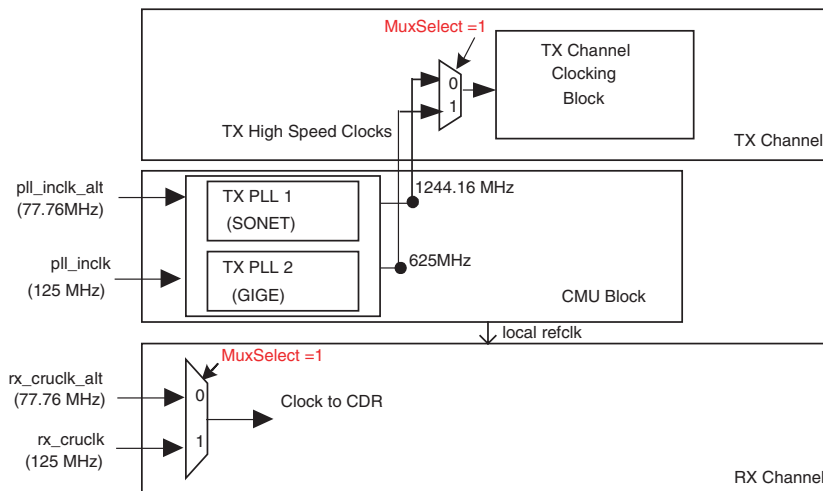 MuxSelect =1
0
1
TX Channel
Clocking
Block
TX High Speed Clocks
TX Channel
pll_inclk_alt
(77.76MHz)
TX PLL 1
(SONET)
1244.16 MHz
pll_inclk
(125 MHz)
TX PLL 2
(GIGE)
625MHz
CMU Block
local refclk
MuxSelect =1
rx_cruclk_alt
(77.76 MHz)
0
Clock to CDR
rx_cruclk
(125 MHz)
1
RX Channel